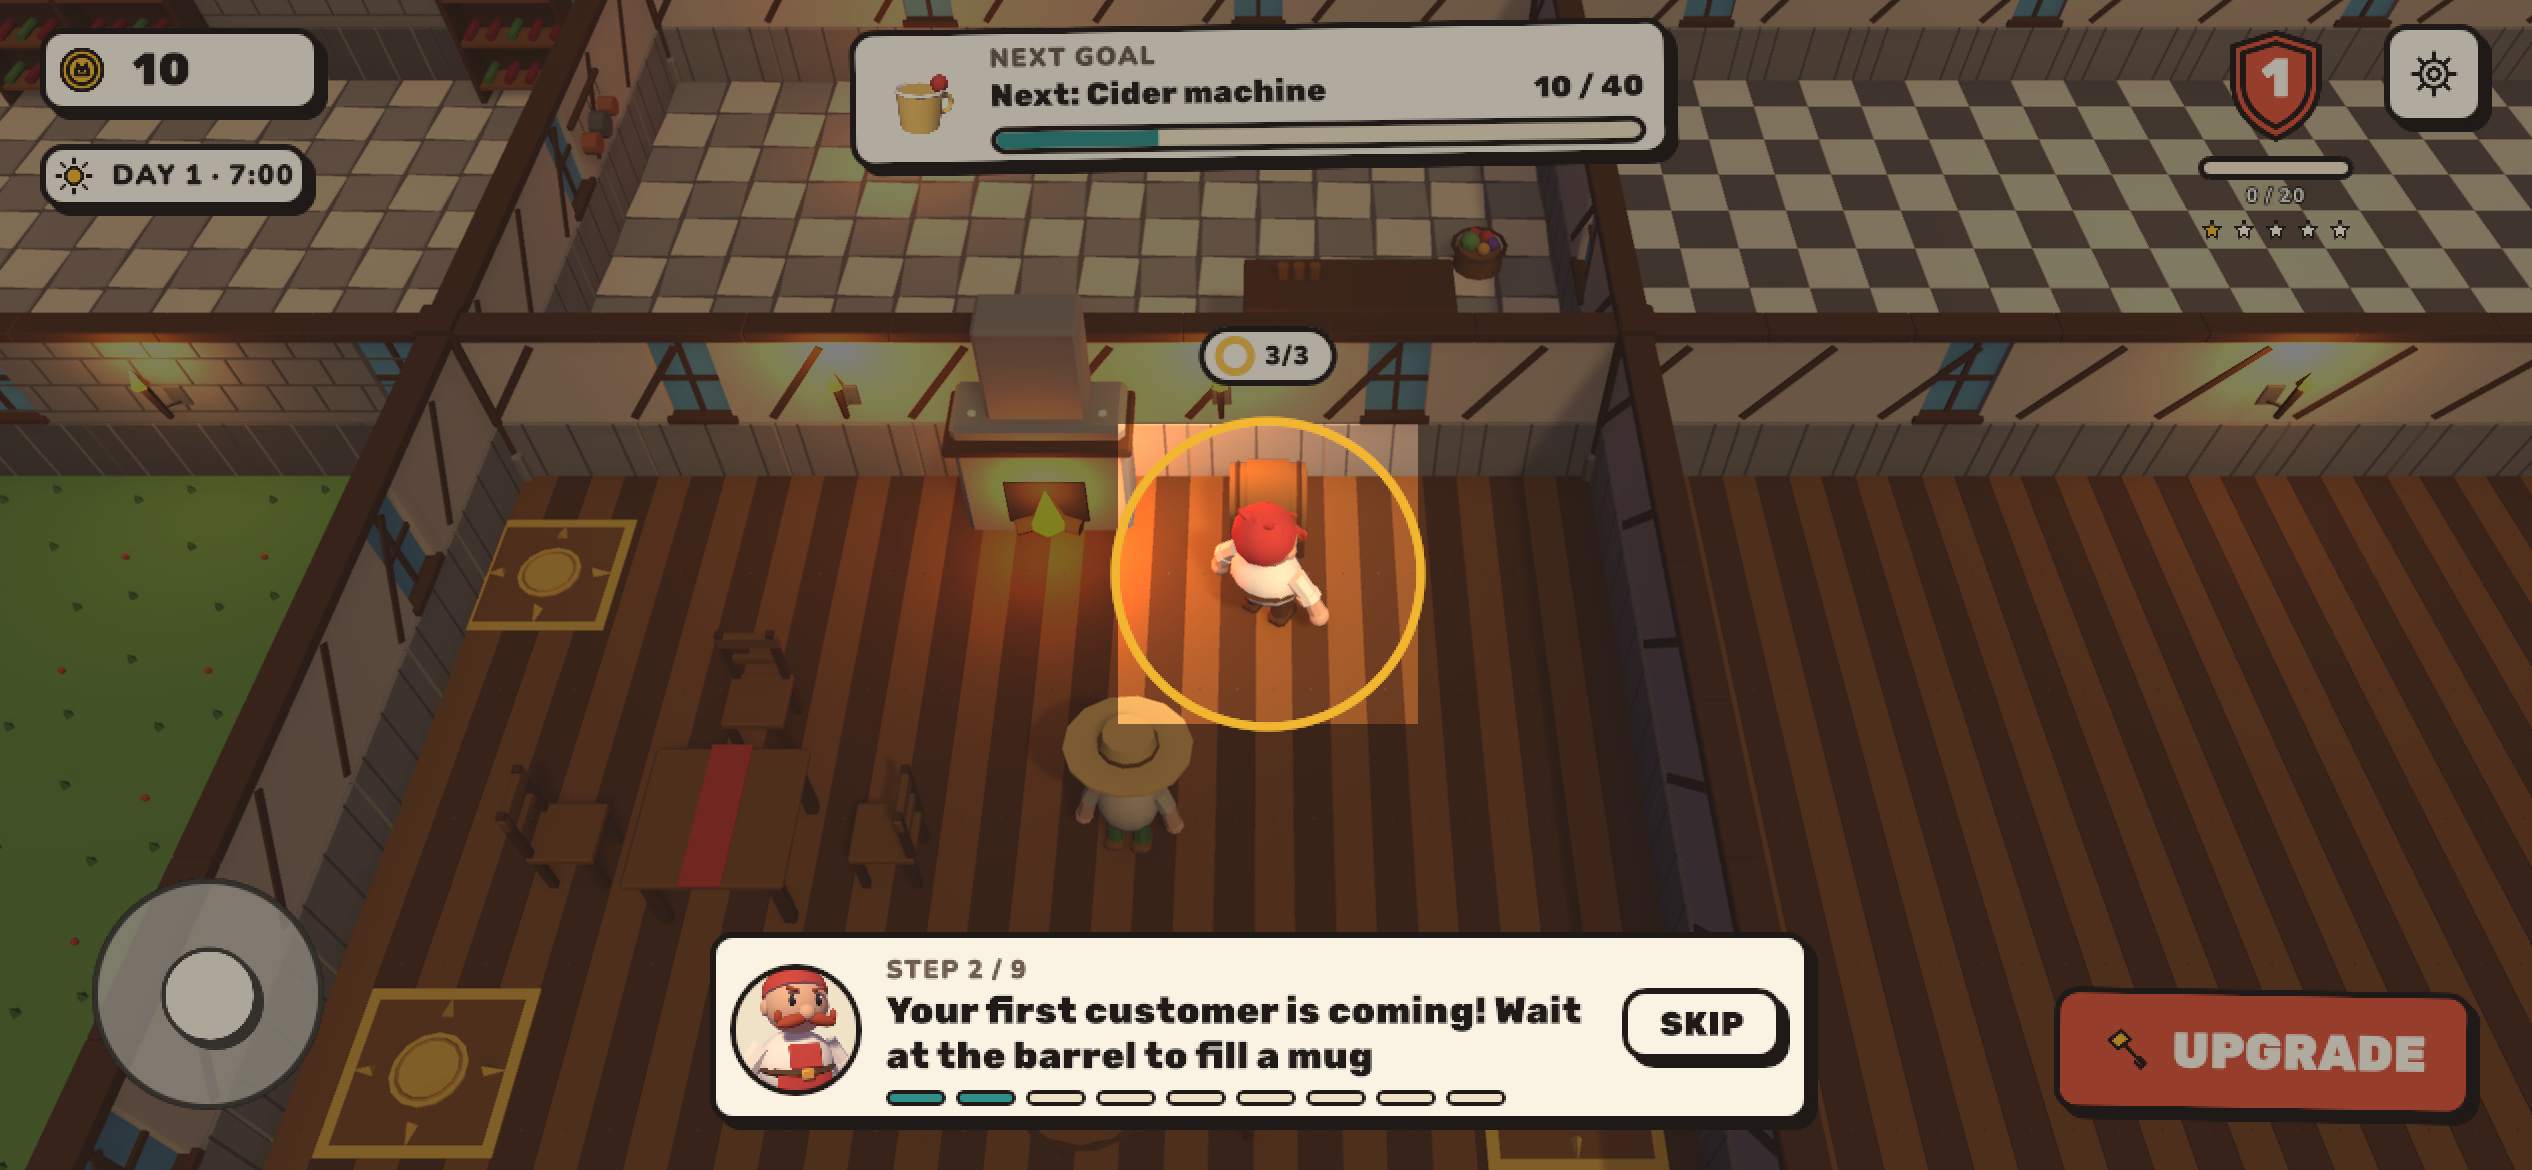 10
DAY 1 · 7:00
NEXT GOAL
Next: Cider machine
10 / 40
1
0 / 20
3/3
STEP 2 / 9
Your first customer is coming! Wait
at the barrel to fill a mug
SKIP
UPGRADE